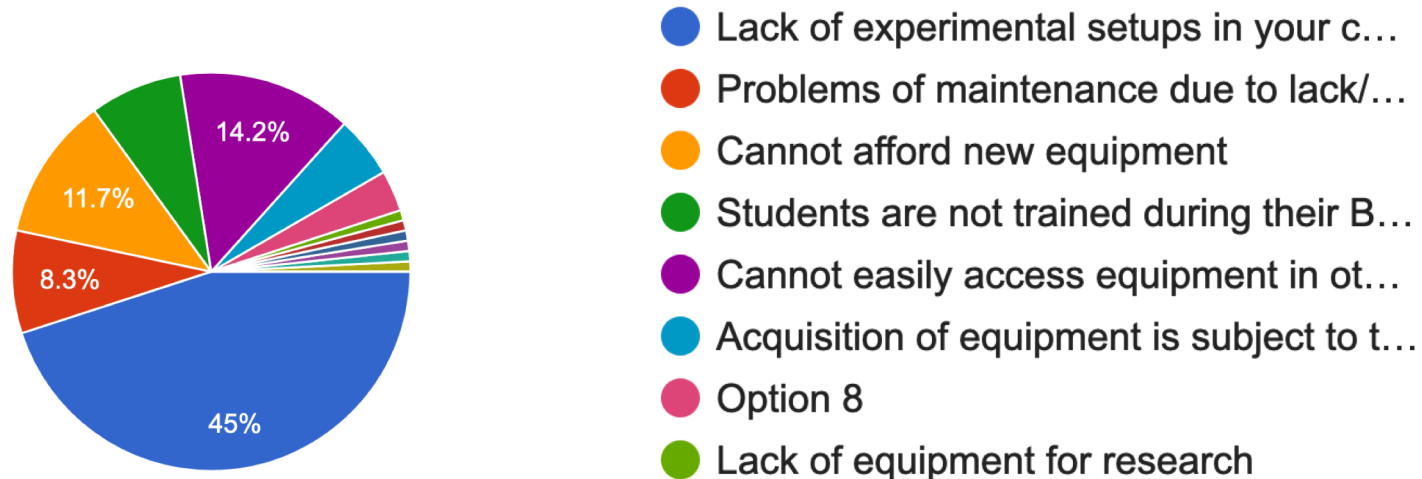 14.2%
11.7%
8.3%
45%
Lack of experimental setups in your c...
Problems of maintenance due to lack/...
Cannot afford new equipment
Students are not trained during their B...
Cannot easily access equipment in ot...
Acquisition of equipment is subject to t...
Option 8
Lack of equipment for research